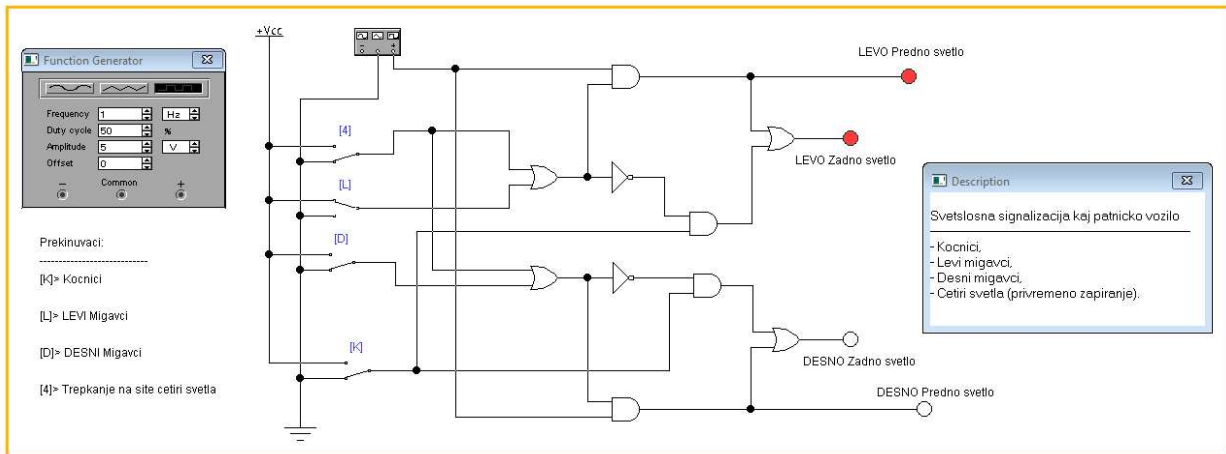 +Vcc
Function Generator
Frequency 1 Hz
Duty cycle 50 %
Amplitude 5 V
Offset 0
− Common +
Prekinuvaci:
---------------------------
[K]> Kocnici
[L]> LEVI Migavci
[D]> DESNI Migavci
[4]> Trepkanje na site cetiri svetla
− +
[4]
[L]
[D]
[K]
LEVO Predno svetlo
LEVO Zadno svetlo
DESNO Zadno svetlo
DESNO Predno svetlo
Description
Svetslosna signalizacija kaj patnicko vozilo
- Kocnici,
- Levi migavci,
- Desni migavci,
- Cetiri svetla (privremeno zapiranje).